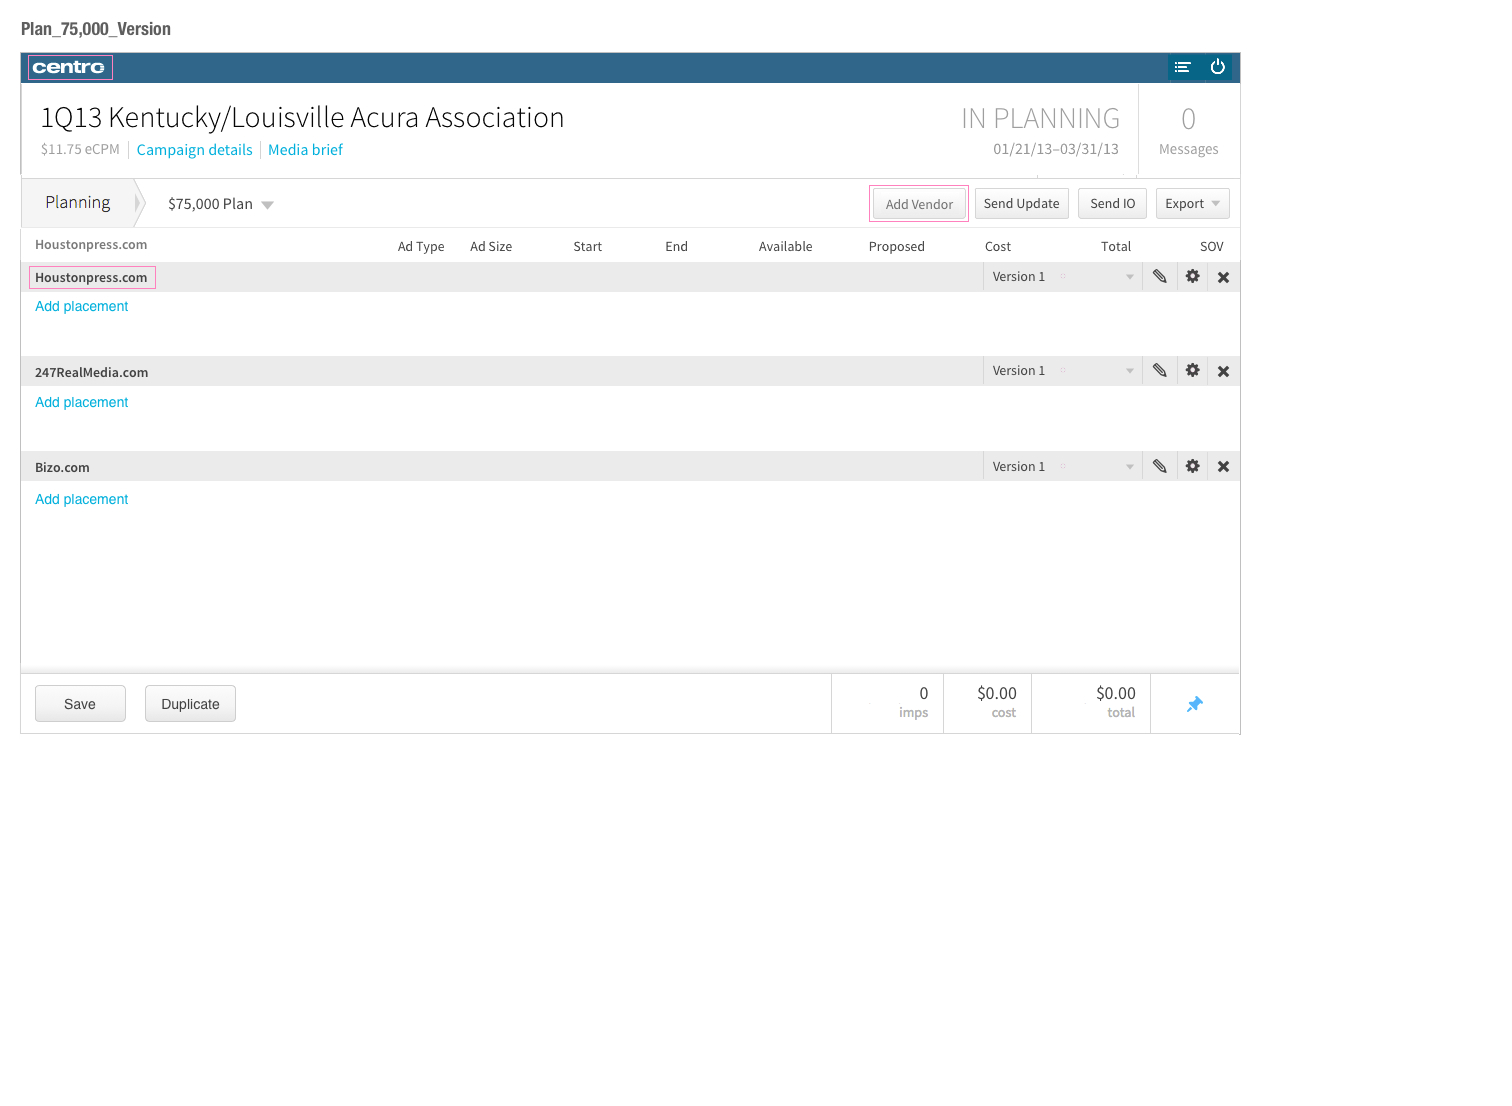 Plan_75,000_Version
centro
1Q13 Kentucky/Louisville Acura Association
IN PLANNING
0
$11.75 eCPM Campaign details Media brief
01/21/13–03/31/13
Messages
Planning $75,000 Plan Add Vendor Send Update Send IO Export
Houstonpress.com Ad Type Ad Size Start End Available Proposed Cost Total SOV
Houstonpress.com Version 1
Add placement
247RealMedia.com Version 1
Add placement
Bizo.com Version 1
Add placement
Save Duplicate
0 $0.00 $0.00
imps cost total